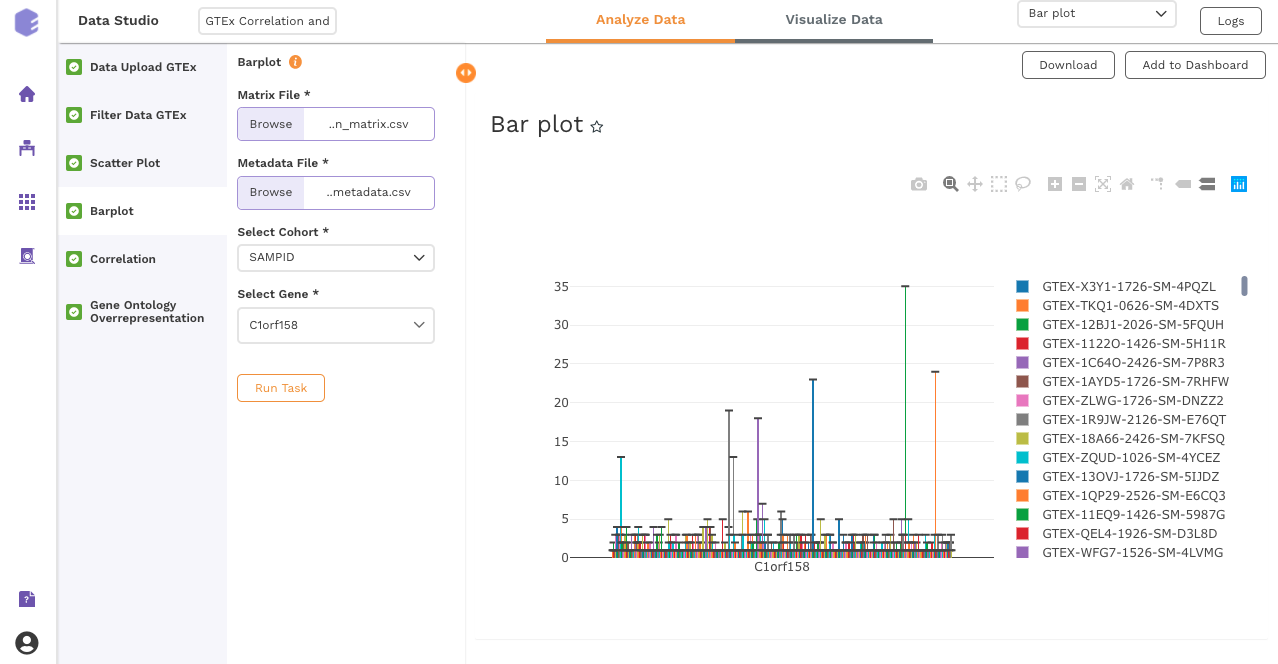 Data Studio
GTEx Correlation and
Analyze Data
Visualize Data
Bar plot
Logs
Data Upload GTEx
Filter Data GTEx
Scatter Plot
Barplot
Correlation
Gene Ontology
Overrepresentation
Barplot
i
Matrix File *
Browse ..n_matrix.csv
Metadata File *
Browse ..metadata.csv
Select Cohort *
SAMPID
Select Gene *
C1orf158
Run Task
Download
Add to Dashboard
Bar plot
35
30
25
20
15
10
5
0
C1orf158
GTEX-X3Y1-1726-SM-4PQZL
GTEX-TKQ1-0626-SM-4DXTS
GTEX-12BJ1-2026-SM-5FQUH
GTEX-1122O-1426-SM-5H11R
GTEX-1C64O-2426-SM-7P8R3
GTEX-1AYD5-1726-SM-7RHFW
GTEX-ZLWG-1726-SM-DNZZ2
GTEX-1R9JW-2126-SM-E76QT
GTEX-18A66-2426-SM-7KFSQ
GTEX-ZQUD-1026-SM-4YCEZ
GTEX-13OVJ-1726-SM-5IJDZ
GTEX-1QP29-2526-SM-E6CQ3
GTEX-11EQ9-1426-SM-5987G
GTEX-QEL4-1926-SM-D3L8D
GTEX-WFG7-1526-SM-4LVMG
?